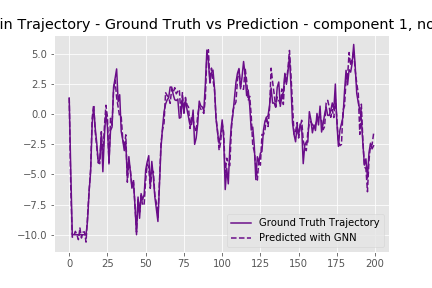 in Trajectory - Ground Truth vs Prediction - component 1, no
5.0
2.5
0.0
−2.5
−5.0
−7.5
−10.0
0 25 50 75 100 125 150 175 200
Ground Truth Trajectory
Predicted with GNN